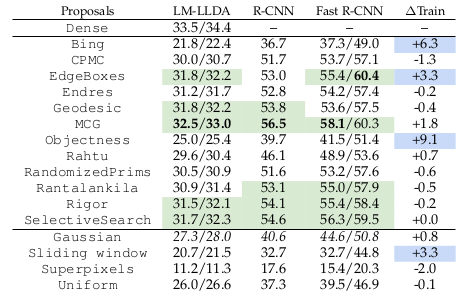 Proposals LM-LLDA R-CNN Fast R-CNN ΔTrain
Dense 33.5/34.4 – – –
Bing 21.8/22.4 36.7 37.3/49.0 +6.3
CPMC 30.0/30.7 51.7 53.7/57.1 -1.3
EdgeBoxes 31.8/32.2 53.0 55.4/60.4 +3.3
Endres 31.2/31.7 52.8 54.2/57.4 -0.2
Geodesic 31.8/32.2 53.8 53.6/57.5 -0.4
MCG 32.5/33.0 56.5 58.1/60.3 +1.8
Objectness 25.0/25.4 39.7 41.5/51.4 +9.1
Rahtu 29.6/30.4 46.1 48.9/53.6 +0.7
RandomizedPrims 30.5/30.9 51.6 53.2/57.6 -0.6
Rantalankila 30.9/31.4 53.1 55.0/57.9 -0.5
Rigor 31.5/32.1 54.1 55.4/58.4 -0.2
SelectiveSearch 31.7/32.3 54.6 56.3/59.5 +0.0
Gaussian 27.3/28.0 40.6 44.6/50.8 +0.8
Sliding window 20.7/21.5 32.7 32.7/44.8 +3.3
Superpixels 11.2/11.3 17.6 15.4/20.3 -2.0
Uniform 26.0/26.6 37.3 39.5/46.9 -0.1